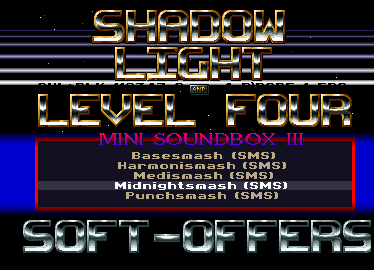 SHADOW
LIGHT
AND
LEVEL FOUR
MINI SOUNDBOX III
Basesmash (SMS)
Harmonismash (SMS)
Medismash (SMS)
Midnightsmash (SMS)
Punchsmash (SMS)
SOFT-OFFERS